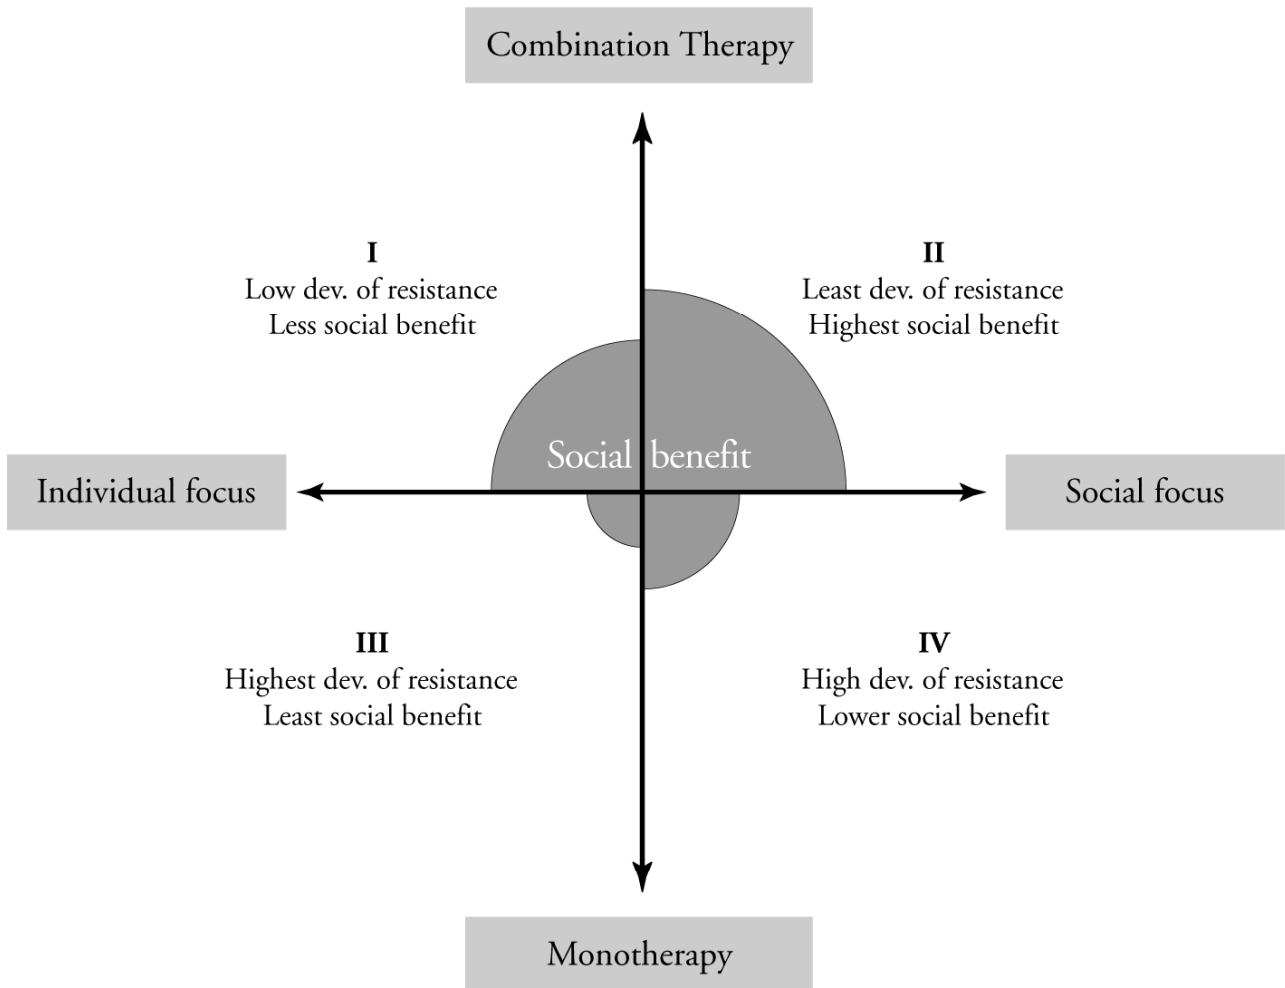 Combination Therapy
I
Low dev. of resistance
Less social benefit
II
Least dev. of resistance
Highest social benefit
Social benefit
Individual focus
Social focus
III
Highest dev. of resistance
Least social benefit
IV
High dev. of resistance
Lower social benefit
Monotherapy